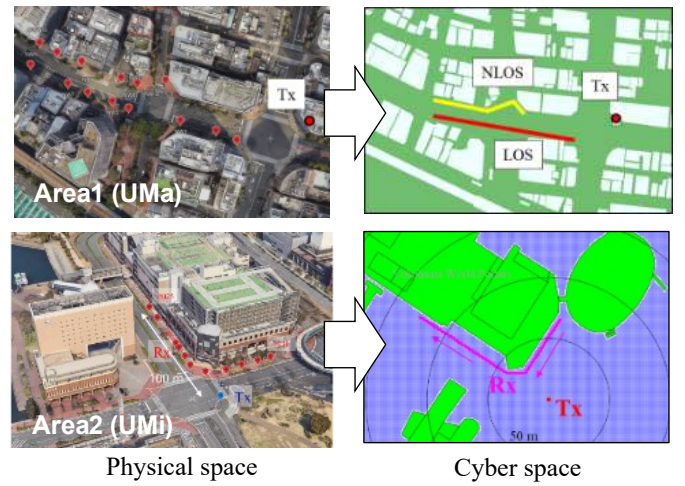 Tx
Area1 (UMa)
NLOS
Tx
LOS
Rx
100 m
Tx
Area2 (UMi)
Rx
Tx
50 m
Physical space
Cyber space